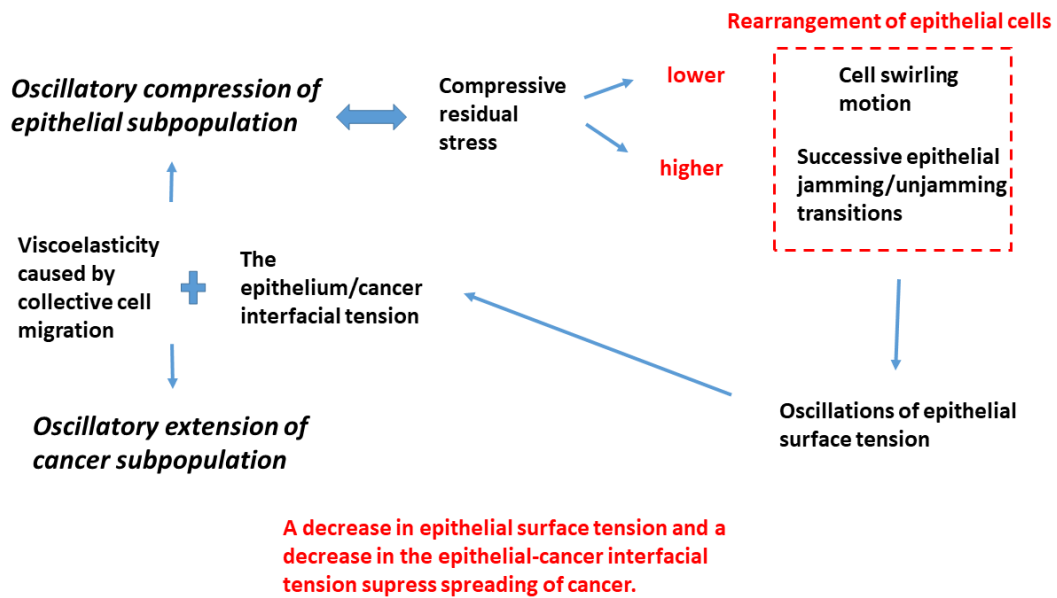 Rearrangement of epithelial cells
Oscillatory compression of
epithelial subpopulation
Compressive
residual
stress
lower
higher
Cell swirling
motion
Successive epithelial
jamming/unjamming
transitions
Viscoelasticity
caused by
collective cell
migration
The
epithelium/cancer
interfacial tension
Oscillatory extension of
cancer subpopulation
Oscillations of epithelial
surface tension
A decrease in epithelial surface tension and a
decrease in the epithelial-cancer interfacial
tension supress spreading of cancer.